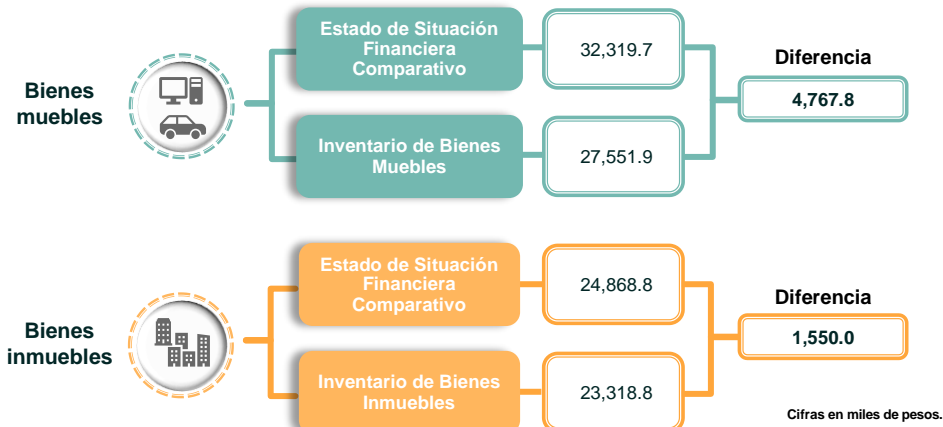 Bienes
muebles
Estado de Situación
Financiera
Comparativo
32,319.7
Inventario de Bienes
Muebles
27,551.9
Diferencia
4,767.8
Bienes
inmuebles
Estado de Situación
Financiera
Comparativo
24,868.8
Inventario de Bienes
Inmuebles
23,318.8
Diferencia
1,550.0
Cifras en miles de pesos.